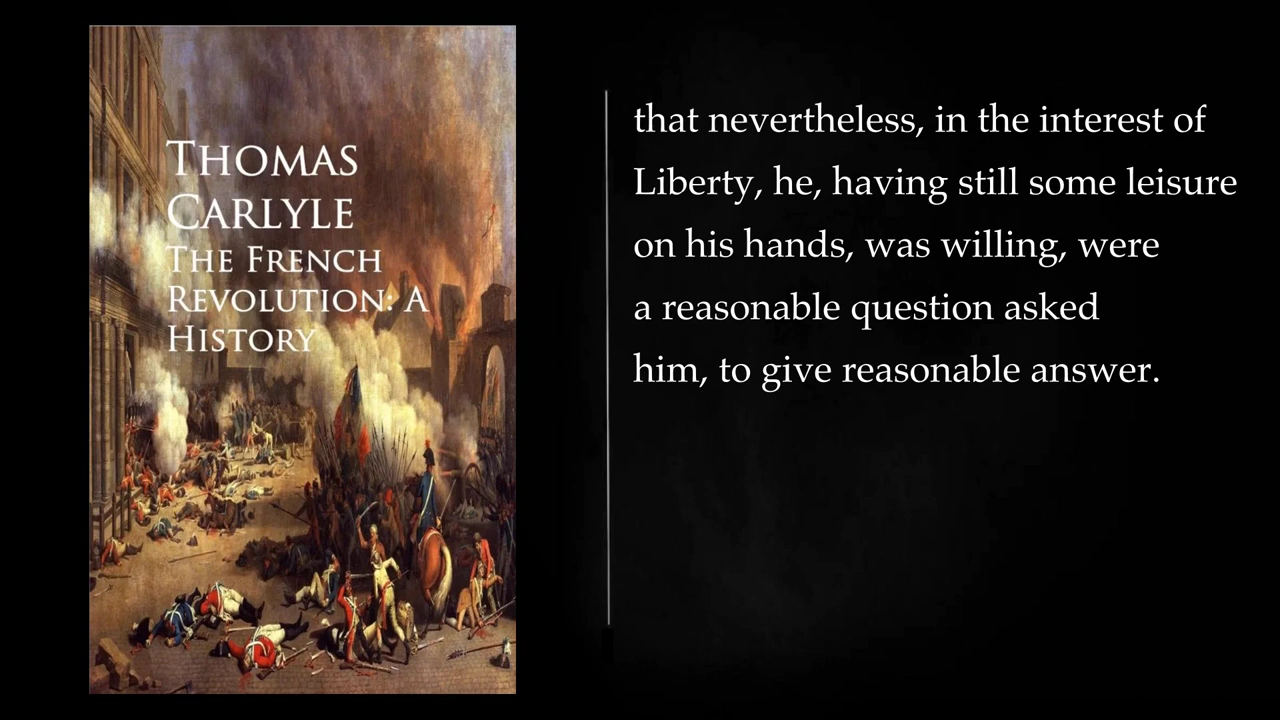 THOMAS
CARLYLE
THE FRENCH
REVOLUTION: A
HISTORY
that nevertheless, in the interest of
Liberty, he, having still some leisure
on his hands, was willing, were
a reasonable question asked
him, to give reasonable answer.